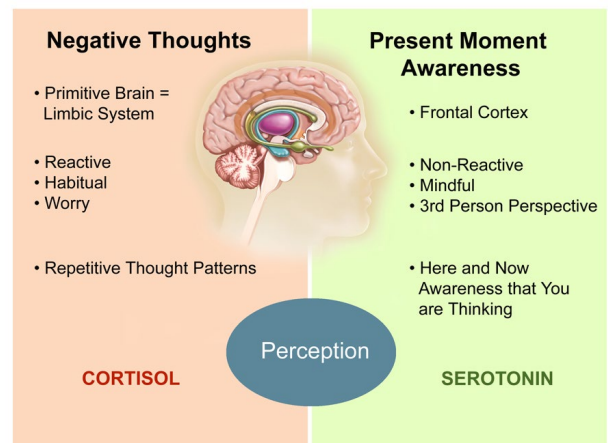 Negative Thoughts
• Primitive Brain =
Limbic System
• Reactive
• Habitual
• Worry
• Repetitive Thought Patterns
CORTISOL
Present Moment
Awareness
• Frontal Cortex
• Non-Reactive
• Mindful
• 3rd Person Perspective
• Here and Now
Awareness that You
are Thinking
SEROTONIN
Perception